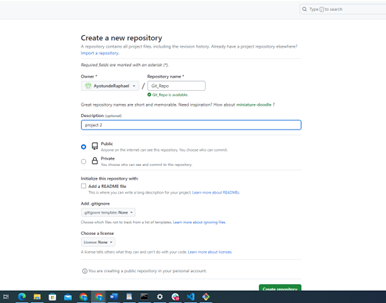 Type / to search
Create a new repository
A repository contains all project files, including the revision history. Already have a project repository elsewhere?
Import a repository.
Required fields are marked with an asterisk (*).
Owner * Repository name *
AyotundeRaphael / Git_Repo
Git_Repo is available.
Great repository names are short and memorable. Need inspiration? How about miniature-doodle ?
Description (optional)
project 2
Public
Anyone on the internet can see this repository. You choose who can commit.
Private
You choose who can see and commit to this repository.
Initialize this repository with:
Add a README file
This is where you can write a long description for your project. Learn more about READMEs.
Add .gitignore
.gitignore template: None
Choose which files not to track from a list of templates. Learn more about ignoring files.
Choose a license
License: None
A license tells others what they can and can't do with your code. Learn more about licenses.
You are creating a public repository in your personal account.
Create repository